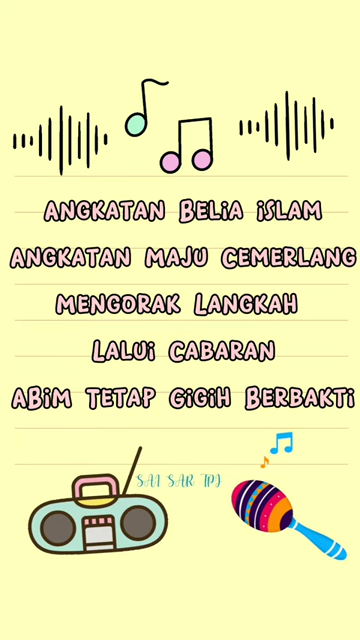 ANGKATAN BELIA ISLAM
ANGKATAN MAJU CEMERLANG
MENGORAK LANGKAH
LALUI CABARAN
ABIM TETAP GIGIH BERBAKTI
SAI SAR TPJ